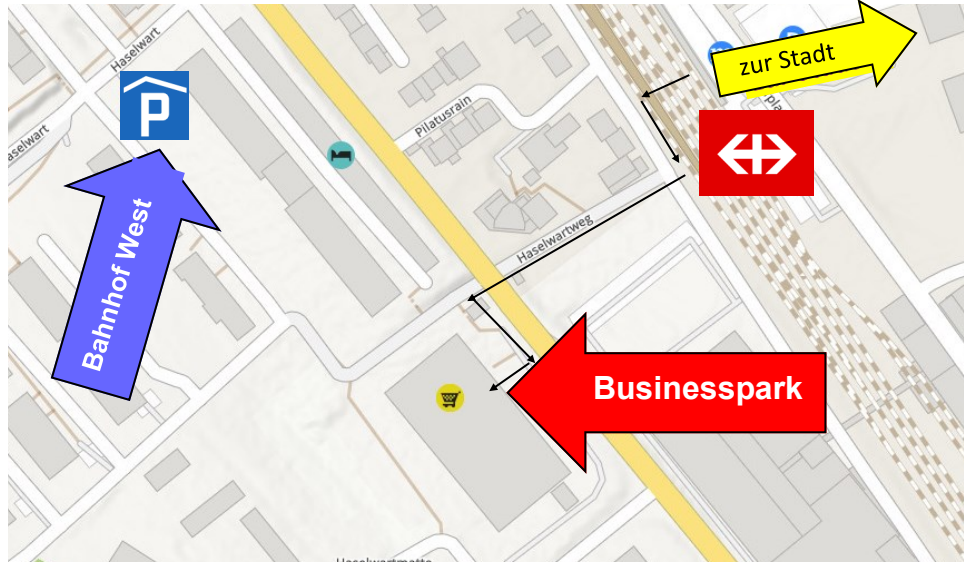 Haselwart
zur Stadt
P
Pilatusrain
Haselwart
Bahnhof West
Haselwartweg
Businesspark
Haselwartmatte